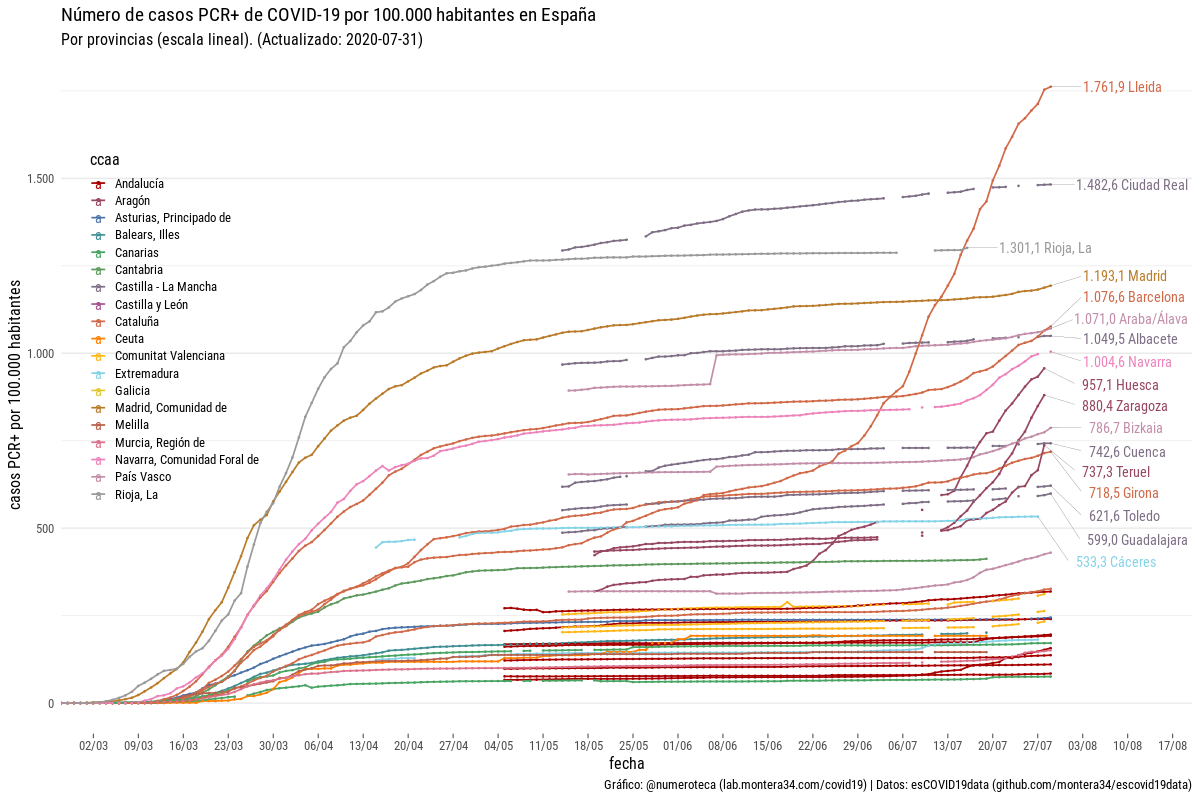 Número de casos PCR+ de COVID-19 por 100.000 habitantes en España
Por provincias (escala lineal). (Actualizado: 2020-07-31)
casos PCR+ por 100.000 habitantes
1.500
1.000
500
0
ccaa
Andalucía
Aragón
Asturias, Principado de
Balears, Illes
Canarias
Cantabria
Castilla - La Mancha
Castilla y León
Cataluña
Ceuta
Comunitat Valenciana
Extremadura
Galicia
Madrid, Comunidad de
Melilla
Murcia, Región de
Navarra, Comunidad Foral de
País Vasco
Rioja, La
1.761,9 Lleida
1.482,6 Ciudad Real
1.301,1 Rioja, La
1.193,1 Madrid
1.076,6 Barcelona
1.071,0 Araba/Álava
1.049,5 Albacete
1.004,6 Navarra
957,1 Huesca
880,4 Zaragoza
786,7 Bizkaia
742,6 Cuenca
737,3 Teruel
718,5 Girona
621,6 Toledo
599,0 Guadalajara
533,3 Cáceres
02/03 09/03 16/03 23/03 30/03 06/04 13/04 20/04 27/04 04/05 11/05 18/05 25/05 01/06 08/06 15/06 22/06 29/06 06/07 13/07 20/07 27/07 03/08 10/08 17/08
fecha
Gráfico: @numeroteca (lab.montera34.com/covid19) | Datos: esCOVID19data (github.com/montera34/escovid19data)